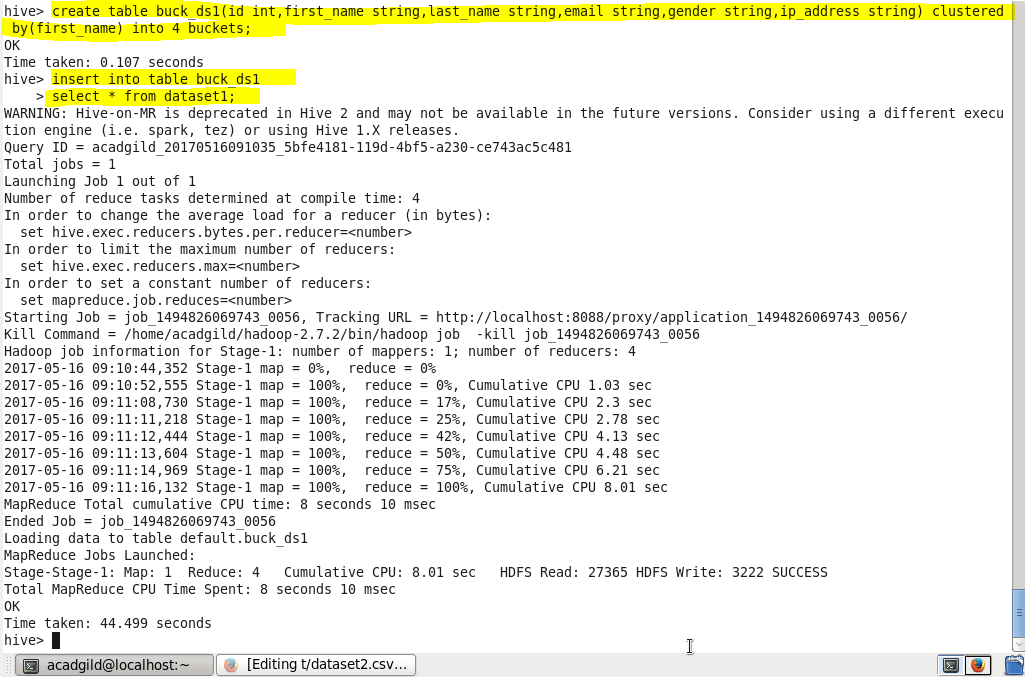 hive> create table buck_ds1(id int,first_name string,last_name string,email string,gender string,ip_address string) clustered
by(first_name) into 4 buckets;
OK
Time taken: 0.107 seconds
hive> insert into table buck_ds1
    > select * from dataset1;
WARNING: Hive-on-MR is deprecated in Hive 2 and may not be available in the future versions. Consider using a different execu
tion engine (i.e. spark, tez) or using Hive 1.X releases.
Query ID = acadgild_20170516091035_5bfe4181-119d-4bf5-a230-ce743ac5c481
Total jobs = 1
Launching Job 1 out of 1
Number of reduce tasks determined at compile time: 4
In order to change the average load for a reducer (in bytes):
  set hive.exec.reducers.bytes.per.reducer=<number>
In order to limit the maximum number of reducers:
  set hive.exec.reducers.max=<number>
In order to set a constant number of reducers:
  set mapreduce.job.reduces=<number>
Starting Job = job_1494826069743_0056, Tracking URL = http://localhost:8088/proxy/application_1494826069743_0056/
Kill Command = /home/acadgild/hadoop-2.7.2/bin/hadoop job  -kill job_1494826069743_0056
Hadoop job information for Stage-1: number of mappers: 1; number of reducers: 4
2017-05-16 09:10:44,352 Stage-1 map = 0%,  reduce = 0%
2017-05-16 09:10:52,555 Stage-1 map = 100%,  reduce = 0%, Cumulative CPU 1.03 sec
2017-05-16 09:11:08,730 Stage-1 map = 100%,  reduce = 17%, Cumulative CPU 2.3 sec
2017-05-16 09:11:11,218 Stage-1 map = 100%,  reduce = 25%, Cumulative CPU 2.78 sec
2017-05-16 09:11:12,444 Stage-1 map = 100%,  reduce = 42%, Cumulative CPU 4.13 sec
2017-05-16 09:11:13,604 Stage-1 map = 100%,  reduce = 50%, Cumulative CPU 4.48 sec
2017-05-16 09:11:14,969 Stage-1 map = 100%,  reduce = 75%, Cumulative CPU 6.21 sec
2017-05-16 09:11:16,132 Stage-1 map = 100%,  reduce = 100%, Cumulative CPU 8.01 sec
MapReduce Total cumulative CPU time: 8 seconds 10 msec
Ended Job = job_1494826069743_0056
Loading data to table default.buck_ds1
MapReduce Jobs Launched:
Stage-Stage-1: Map: 1  Reduce: 4   Cumulative CPU: 8.01 sec   HDFS Read: 27365 HDFS Write: 3222 SUCCESS
Total MapReduce CPU Time Spent: 8 seconds 10 msec
OK
Time taken: 44.499 seconds
hive>
acadgild@localhost:~ [Editing t/dataset2.csv...